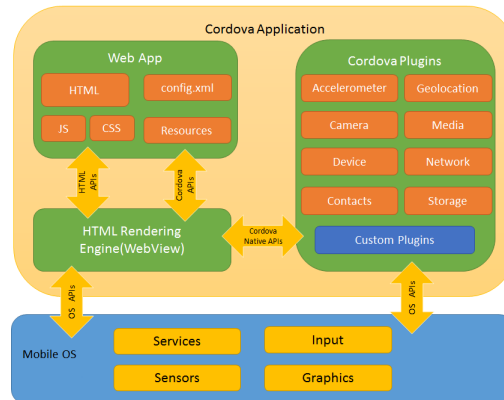 Cordova Application
Web App
HTML
config.xml
JS
CSS
Resources
HTML
APIs
Cordova
APIs
HTML Rendering
Engine(WebView)
Cordova
Native APIs
Cordova Plugins
Accelerometer
Geolocation
Camera
Media
Device
Network
Contacts
Storage
Custom Plugins
OS APIs
OS APIs
Mobile OS
Services
Input
Sensors
Graphics